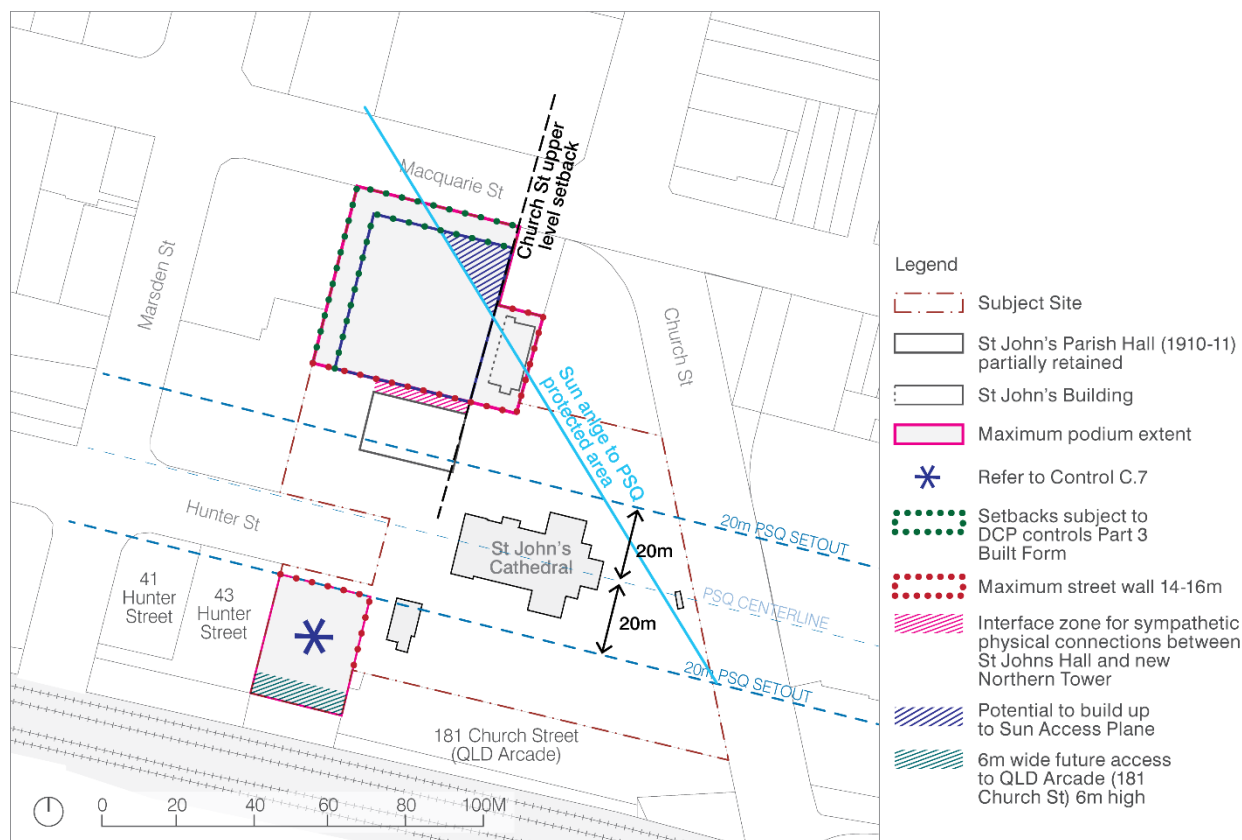 Macquarie St
Church St upper
level setback
Marsden St
Church St
Sun anlge to PSQ
protected area
Hunter St
St John's
Cathedral
20m
20m
20m PSQ SETOUT
PSQ CENTERLINE
20m PSQ SETOUT
41
Hunter
Street
43
Hunter
Street
181 Church Street
(QLD Arcade)
0 20 40 60 80 100M
Legend
Subject Site
St John's Parish Hall (1910-11)
partially retained
St John's Building
Maximum podium extent
Refer to Control C.7
Setbacks subject to
DCP controls Part 3
Built Form
Maximum street wall 14-16m
Interface zone for sympathetic
physical connections between
St Johns Hall and new
Northern Tower
Potential to build up
to Sun Access Plane
6m wide future access
to QLD Arcade (181
Church St) 6m high